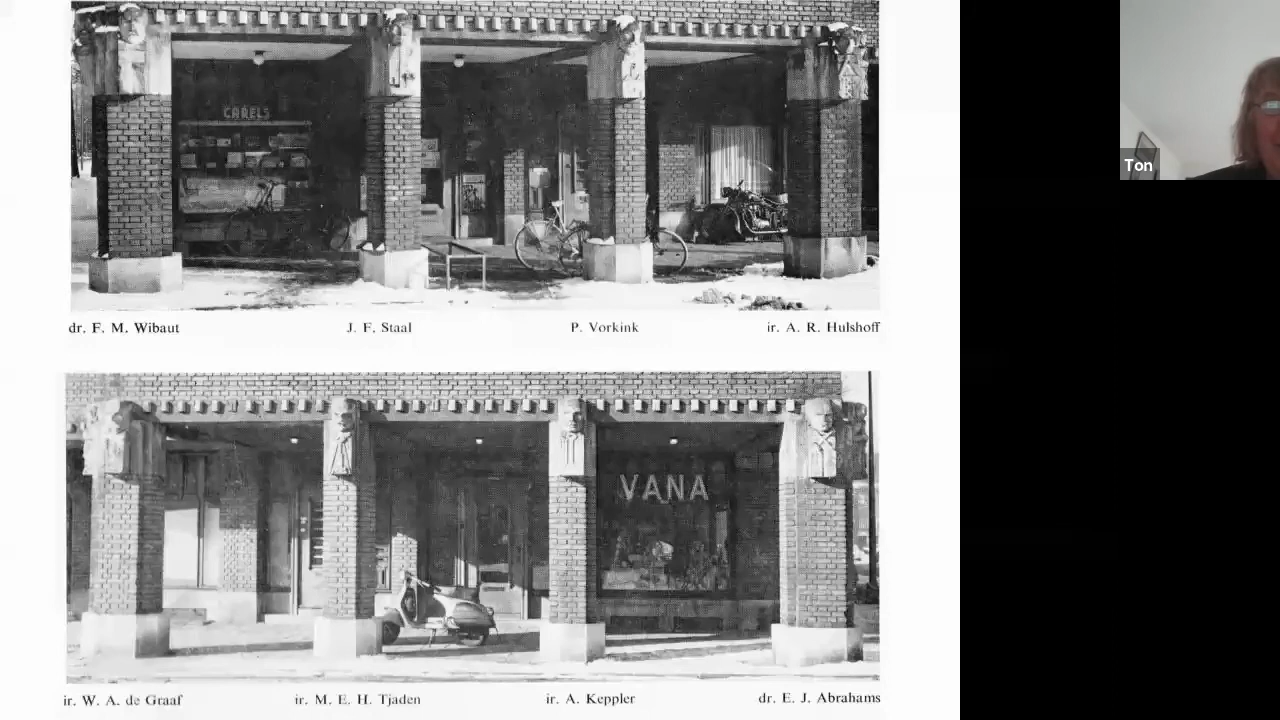 CARELS
Ton
dr. F. M. Wibaut J. F. Staal P. Vorkink ir. A. R. Hulshoff
VANA
ir. W. A. de Graaf ir. M. E. H. Tjaden ir. A. Keppler dr. E. J. Abrahams